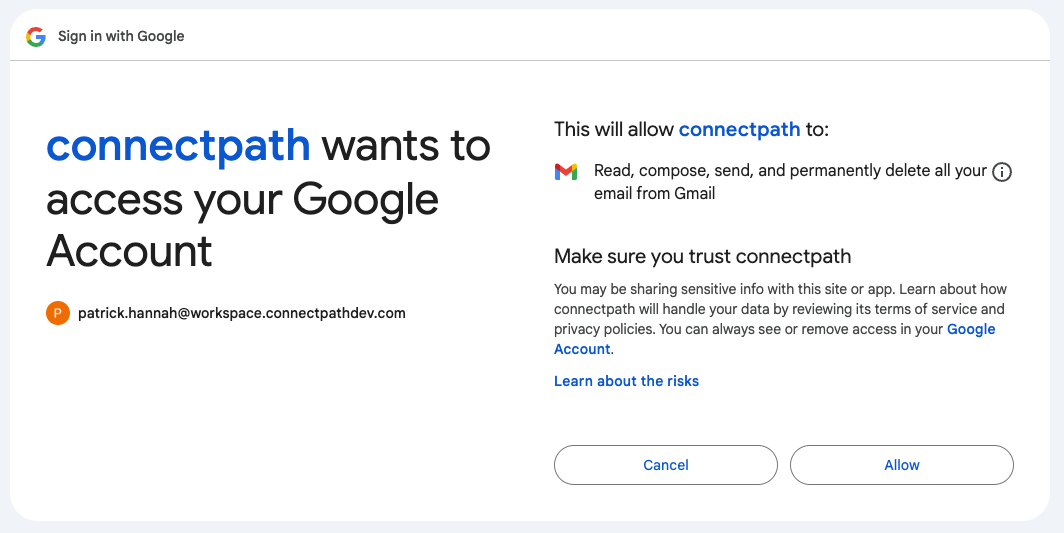 Sign in with Google
connectpath wants to
access your Google
Account
P
patrick.hannah@workspace.connectpathdev.com
This will allow connectpath to:
Read, compose, send, and permanently delete all your
email from Gmail
Make sure you trust connectpath
You may be sharing sensitive info with this site or app. Learn about how
connectpath will handle your data by reviewing its terms of service and
privacy policies. You can always see or remove access in your Google
Account.
Learn about the risks
Cancel
Allow